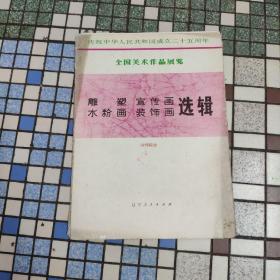 庆祝中华人民共和国成立二十五周年
全国美术作品展览
雕 塑 宣传画
水粉画 装饰画 选辑
辽宁人民出版社